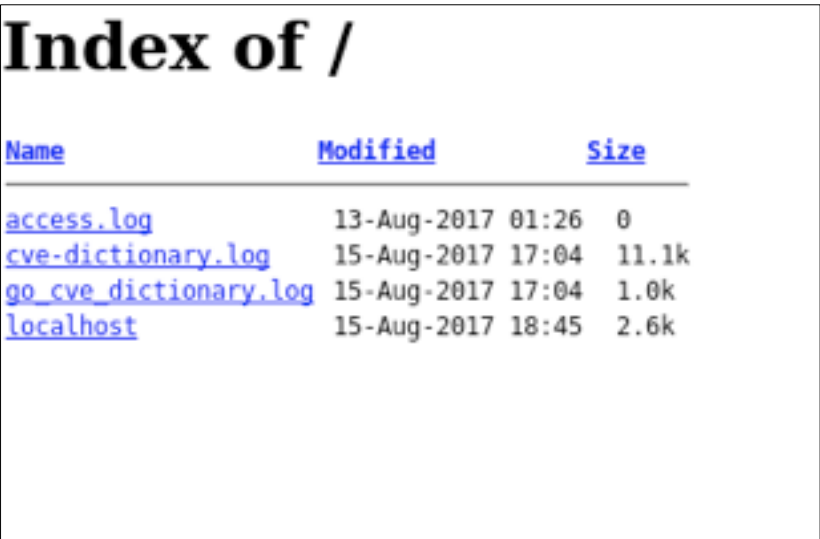 Index of /
Name Modified Size
access.log 13-Aug-2017 01:26 0
cve-dictionary.log 15-Aug-2017 17:04 11.1k
go_cve_dictionary.log 15-Aug-2017 17:04 1.0k
localhost 15-Aug-2017 18:45 2.6k